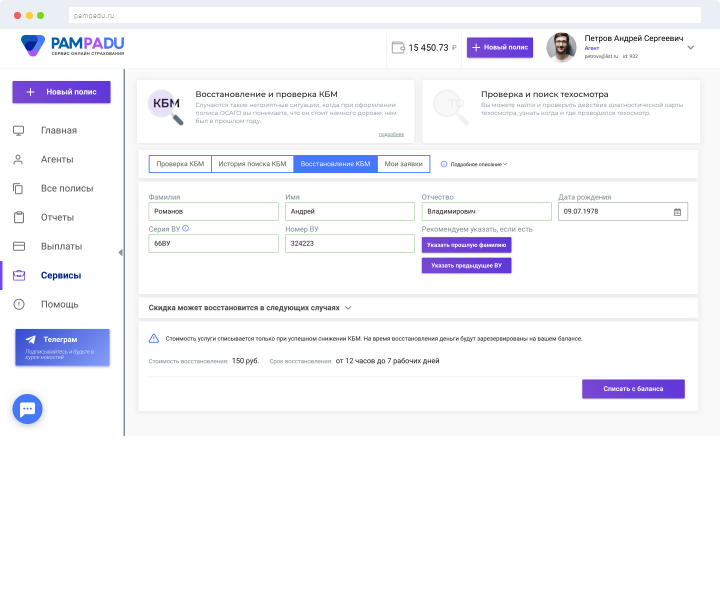 pampadu.ru
PAMPADU
СЕРВИС ОНЛАЙН СТРАХОВАНИЯ
15 450.73 ₽
Новый полис
Петров Андрей Сергеевич
Агент
petrovv@list.ru id: 932
Новый полис
Главная
Агенты
Все полисы
Отчеты
Выплаты
Сервисы
Помощь
Телеграм
Подписывайтесь и будьте в
курсе новостей
КБМ
Восстановление и проверка КБМ
Случаются такие неприятные ситуации, когда при оформлении
полиса ОСАГО вы понимаете, что он стоит намного дороже, чем
был в прошлом году.
подробнее
ТО
Проверка и поиск техосмотра
Вы можете найти и проверить действие диагностической карты
техосмотра, узнать когда и где проводился техосмотр.
Проверка КБМ
История поиска КБМ
Восстановление КБМ
Мои заявки
Подробное описание
Фамилия
Имя
Отчество
Дата рождения
Романов
Андрей
Владимирович
09.07.1978
Серия ВУ
Номер ВУ
Рекомендуем указать, если есть
66ВУ
324223
Указать прошлую фамилию
Указать предыдущее ВУ
Скидка может восстановится в следующих случаях
Стоимость услуги списывается только при успешном снижении КБМ. На время восстановления деньги будут зарезервированы на вашем балансе.
Стоимость восстановления: 150 руб. Срок восстановления: от 12 часов до 7 рабочих дней
Списать с баланса